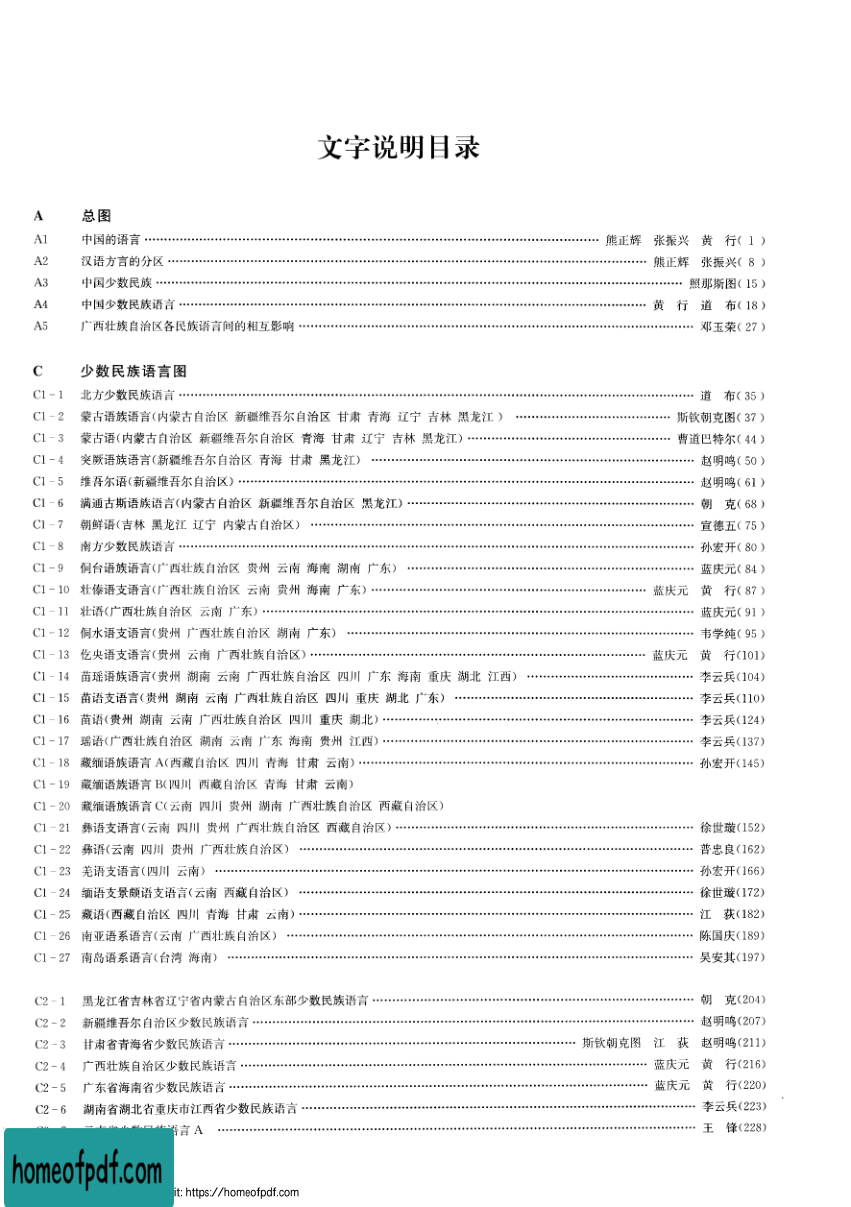 文字说明目录
A 总图
A1 中国的语言 …… 熊正辉 张振兴 黄 行( 1 )
A2 汉语方言的分区 …… 熊正辉 张振兴( 8 )
A3 中国少数民族 …… 照那斯图( 15 )
A4 中国少数民族语言 …… 黄 行 道 布( 18 )
A5 广西壮族自治区各民族语言间的相互影响 …… 邓玉荣( 27 )
C 少数民族语言图
C1-1 北方少数民族语言 …… 道 布( 35 )
C1-2 蒙古语族语言(内蒙古自治区 新疆维吾尔自治区 甘肃 青海 辽宁 吉林 黑龙江 ) …… 斯钦朝克图( 37 )
C1-3 蒙古语(内蒙古自治区 新疆维吾尔自治区 青海 甘肃 辽宁 吉林 黑龙江) …… 曹道巴特尔( 44 )
C1-4 突厥语族语言(新疆维吾尔自治区 青海 甘肃 黑龙江) …… 赵明鸣( 50 )
C1-5 维吾尔语(新疆维吾尔自治区) …… 赵明鸣( 61 )
C1-6 满通古斯语族语言(内蒙古自治区 新疆维吾尔自治区 黑龙江) …… 朝 克( 68 )
C1-7 朝鲜语(吉林 黑龙江 辽宁 内蒙古自治区) …… 宣德五( 75 )
C1-8 南方少数民族语言 …… 孙宏开( 80 )
C1-9 侗台语族语言(广西壮族自治区 贵州 云南 海南 湖南 广东) …… 蓝庆元( 84 )
C1-10 壮傣语支语言(广西壮族自治区 云南 贵州 海南 广东) …… 蓝庆元 黄 行( 87 )
C1-11 壮语(广西壮族自治区 云南 广东) …… 蓝庆元( 91 )
C1-12 侗水语支语言(贵州 广西壮族自治区 湖南 广东) …… 韦学纯( 95 )
C1-13 仡央语支语言(贵州 云南 广西壮族自治区) …… 蓝庆元 黄 行(101)
C1-14 苗瑶语族语言(贵州 湖南 云南 广西壮族自治区 四川 广东 海南 重庆 湖北 江西) …… 李云兵(104)
C1-15 苗语支语言(贵州 湖南 云南 广西壮族自治区 四川 重庆 湖北 广东) …… 李云兵(110)
C1-16 苗语(贵州 湖南 云南 广西壮族自治区 四川 重庆 湖北) …… 李云兵(124)
C1-17 瑶语(广西壮族自治区 湖南 云南 广东 海南 贵州 江西) …… 李云兵(137)
C1-18 藏缅语族语言 A(西藏自治区 四川 青海 甘肃 云南) …… 孙宏开(145)
C1-19 藏缅语族语言 B(四川 西藏自治区 青海 甘肃 云南)
C1-20 藏缅语族语言 C(云南 四川 贵州 湖南 广西壮族自治区 西藏自治区)
C1-21 彝语支语言(云南 四川 贵州 广西壮族自治区 西藏自治区) …… 徐世璇(152)
C1-22 彝语(云南 四川 贵州 广西壮族自治区) …… 普忠良(162)
C1-23 羌语支语言(四川 云南) …… 孙宏开(166)
C1-24 缅语支景颇语支语言(云南 西藏自治区) …… 徐世璇(172)
C1-25 藏语(西藏自治区 四川 青海 甘肃 云南) …… 江 荻(182)
C1-26 南亚语系语言(云南 广西壮族自治区) …… 陈国庆(189)
C1-27 南岛语系语言(台湾 海南) …… 吴安其(197)
C2-1 黑龙江省吉林省辽宁省内蒙古自治区东部少数民族语言 …… 朝 克(204)
C2-2 新疆维吾尔自治区少数民族语言 …… 赵明鸣(207)
C2-3 甘肃省青海省少数民族语言 …… 斯钦朝克图 江 荻 赵明鸣(211)
C2-4 广西壮族自治区少数民族语言 …… 蓝庆元 黄 行(216)
C2-5 广东省海南省少数民族语言 …… 蓝庆元 黄 行(220)
C2-6 湖南省湖北省重庆市江西省少数民族语言 …… 李云兵(223)
语言 A …… 王 锋(228)
homeofpdf.com
it: https://homeofpdf.com